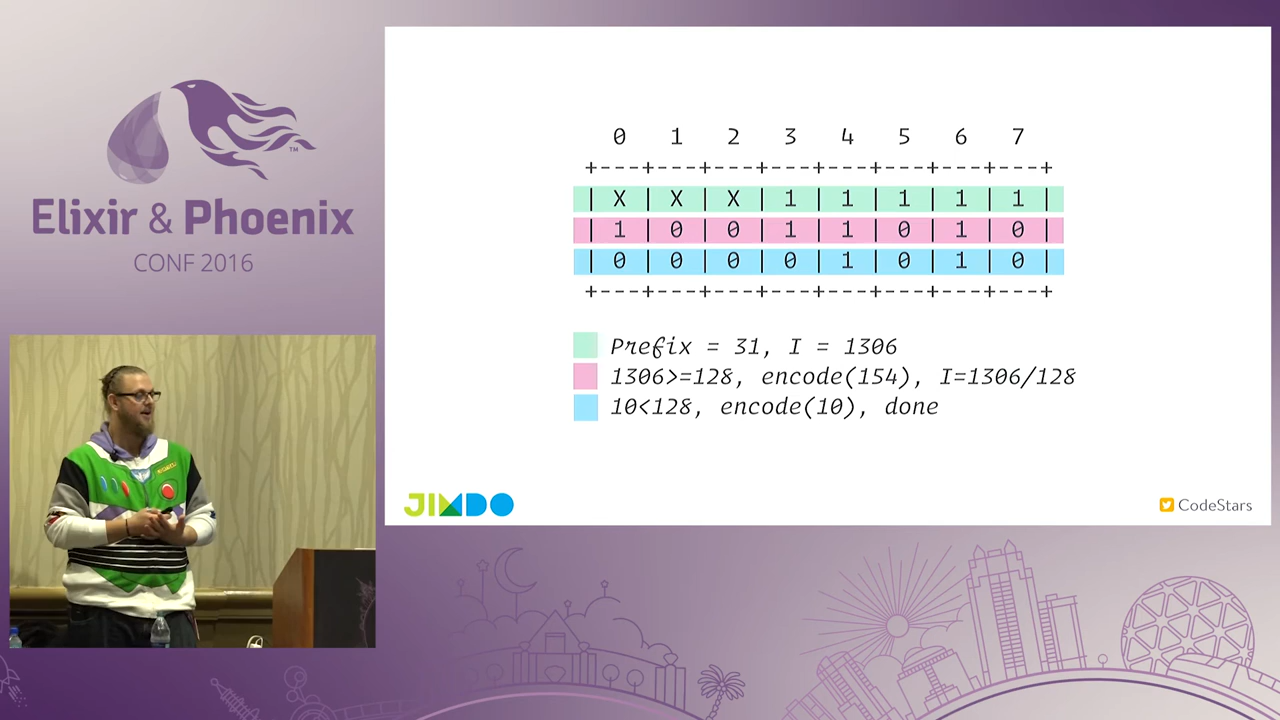 Elixir & Phoenix
CONF 2016
TM
0 1 2 3 4 5 6 7
+---+---+---+---+---+---+---+---+
| X | X | X | 1 | 1 | 1 | 1 | 1 |
| 1 | 0 | 0 | 1 | 1 | 0 | 1 | 0 |
| 0 | 0 | 0 | 0 | 1 | 0 | 1 | 0 |
+---+---+---+---+---+---+---+---+
Prefix = 31, I = 1306
1306>=128, encode(154), I=1306/128
10<128, encode(10), done
JIMDO
CodeStars